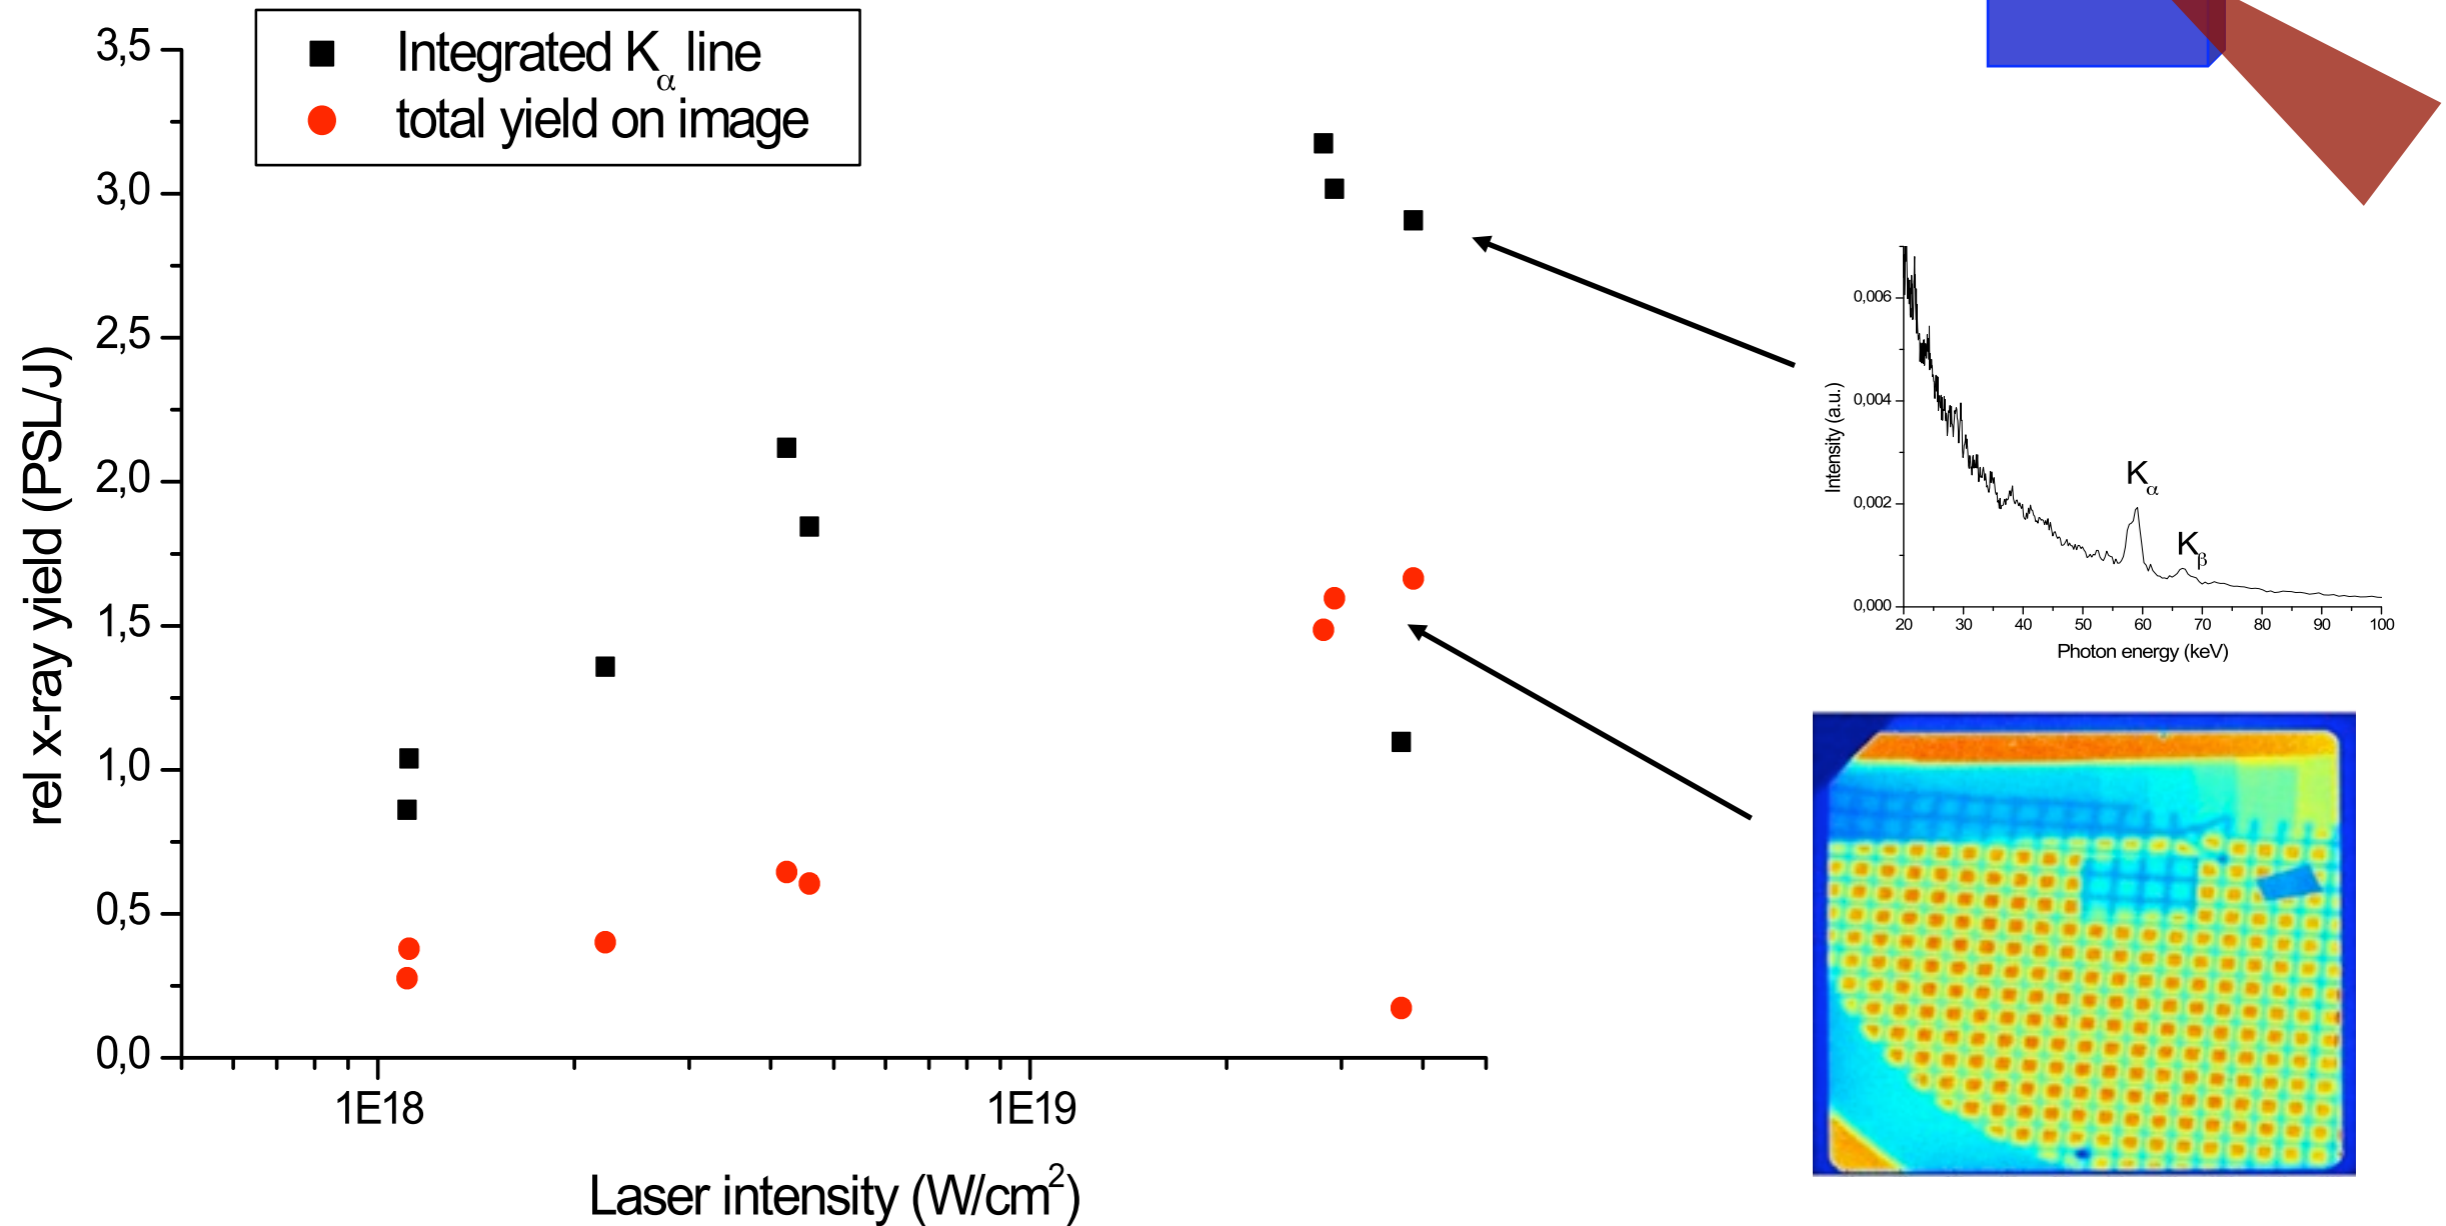 Integrated Kα line
total yield on image
3,5
3,0
2,5
2,0
1,5
1,0
0,5
0,0
rel x-ray yield (PSL/J)
1E18 1E19
Laser intensity (W/cm²)
0,006
0,004
0,002
0,000
Intensity (a.u.)
Kα
Kβ
20 30 40 50 60 70 80 90 100
Photon energy (keV)